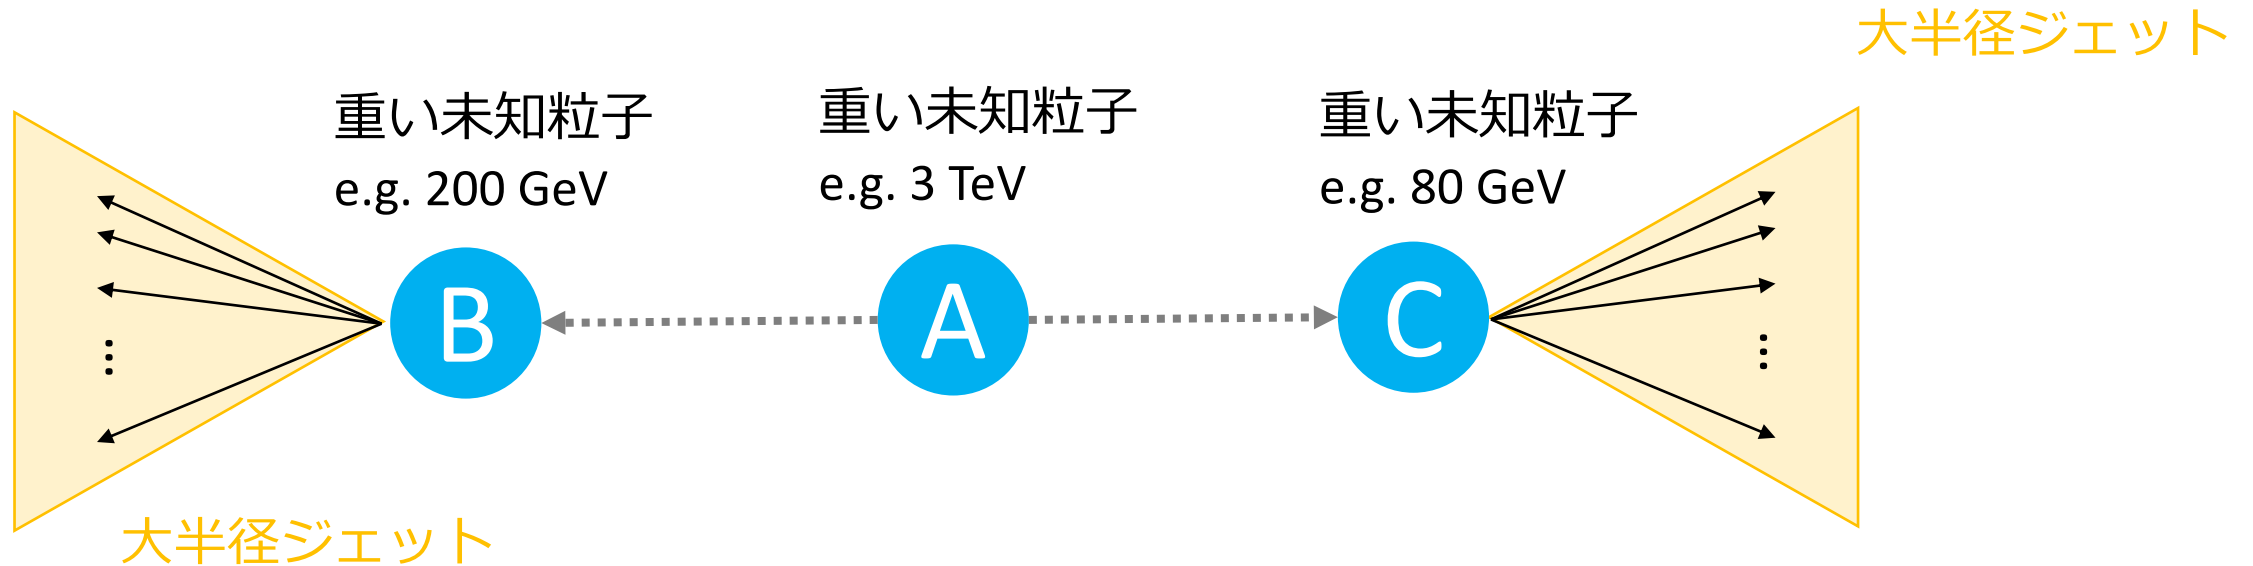 大半径ジェット
重い未知粒子
e.g. 200 GeV
重い未知粒子
e.g. 3 TeV
重い未知粒子
e.g. 80 GeV
B
A
C
...
...
大半径ジェット